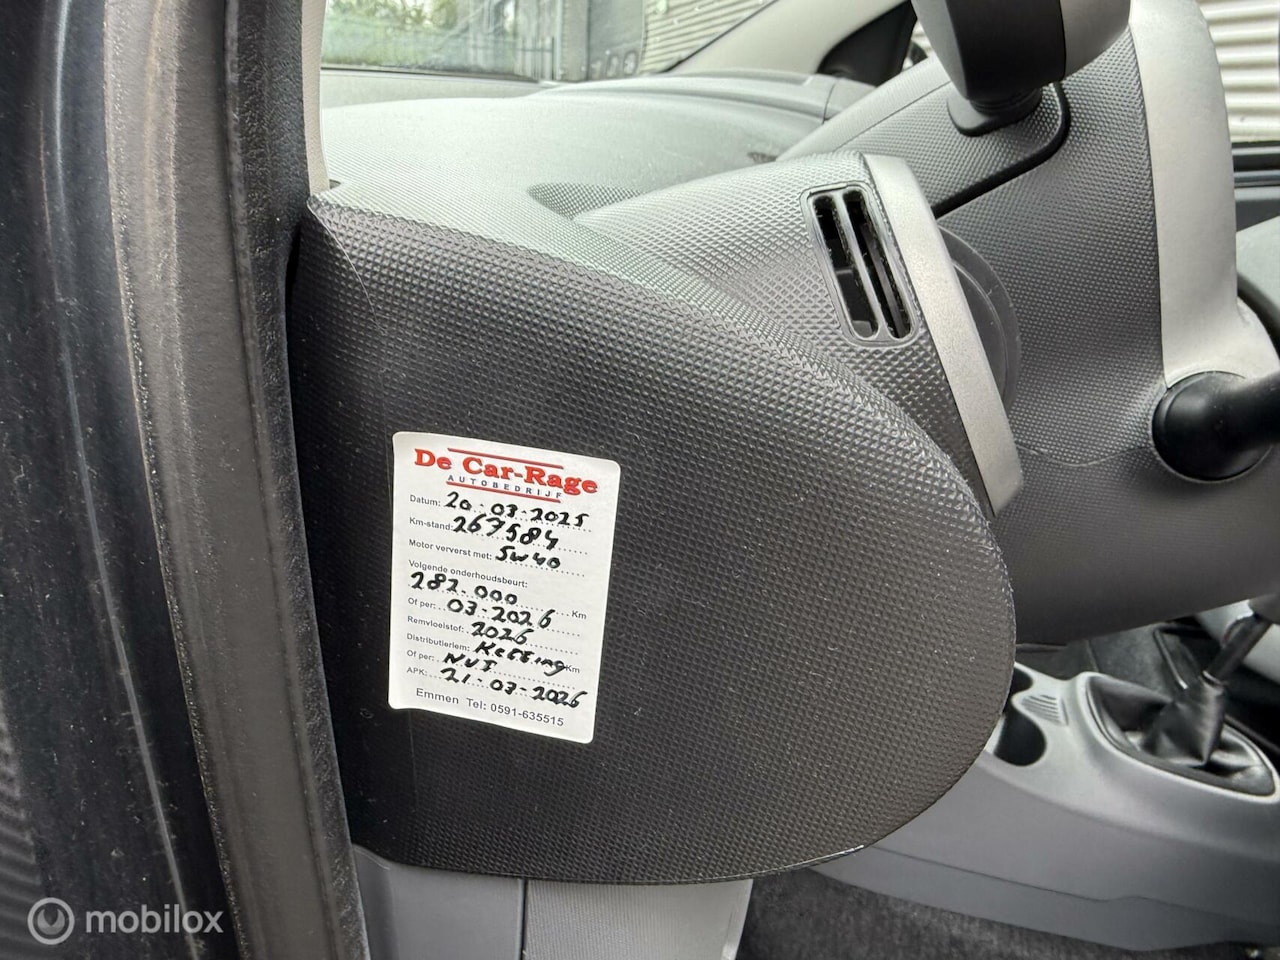 De Car-Rage
AUTOBEDRIJF
Datum: 20-03-2025
Km-stand: 267584
Motor ververst met: 5w40
Volgende onderhoudsbeurt:
282.000 Km
Of per: 03-2026
Remvloeistof: 2026
Distributieriem: Ketting Km
Of per: NVT
APK: 21-03-2026
Emmen Tel: 0591-635515
mobilox